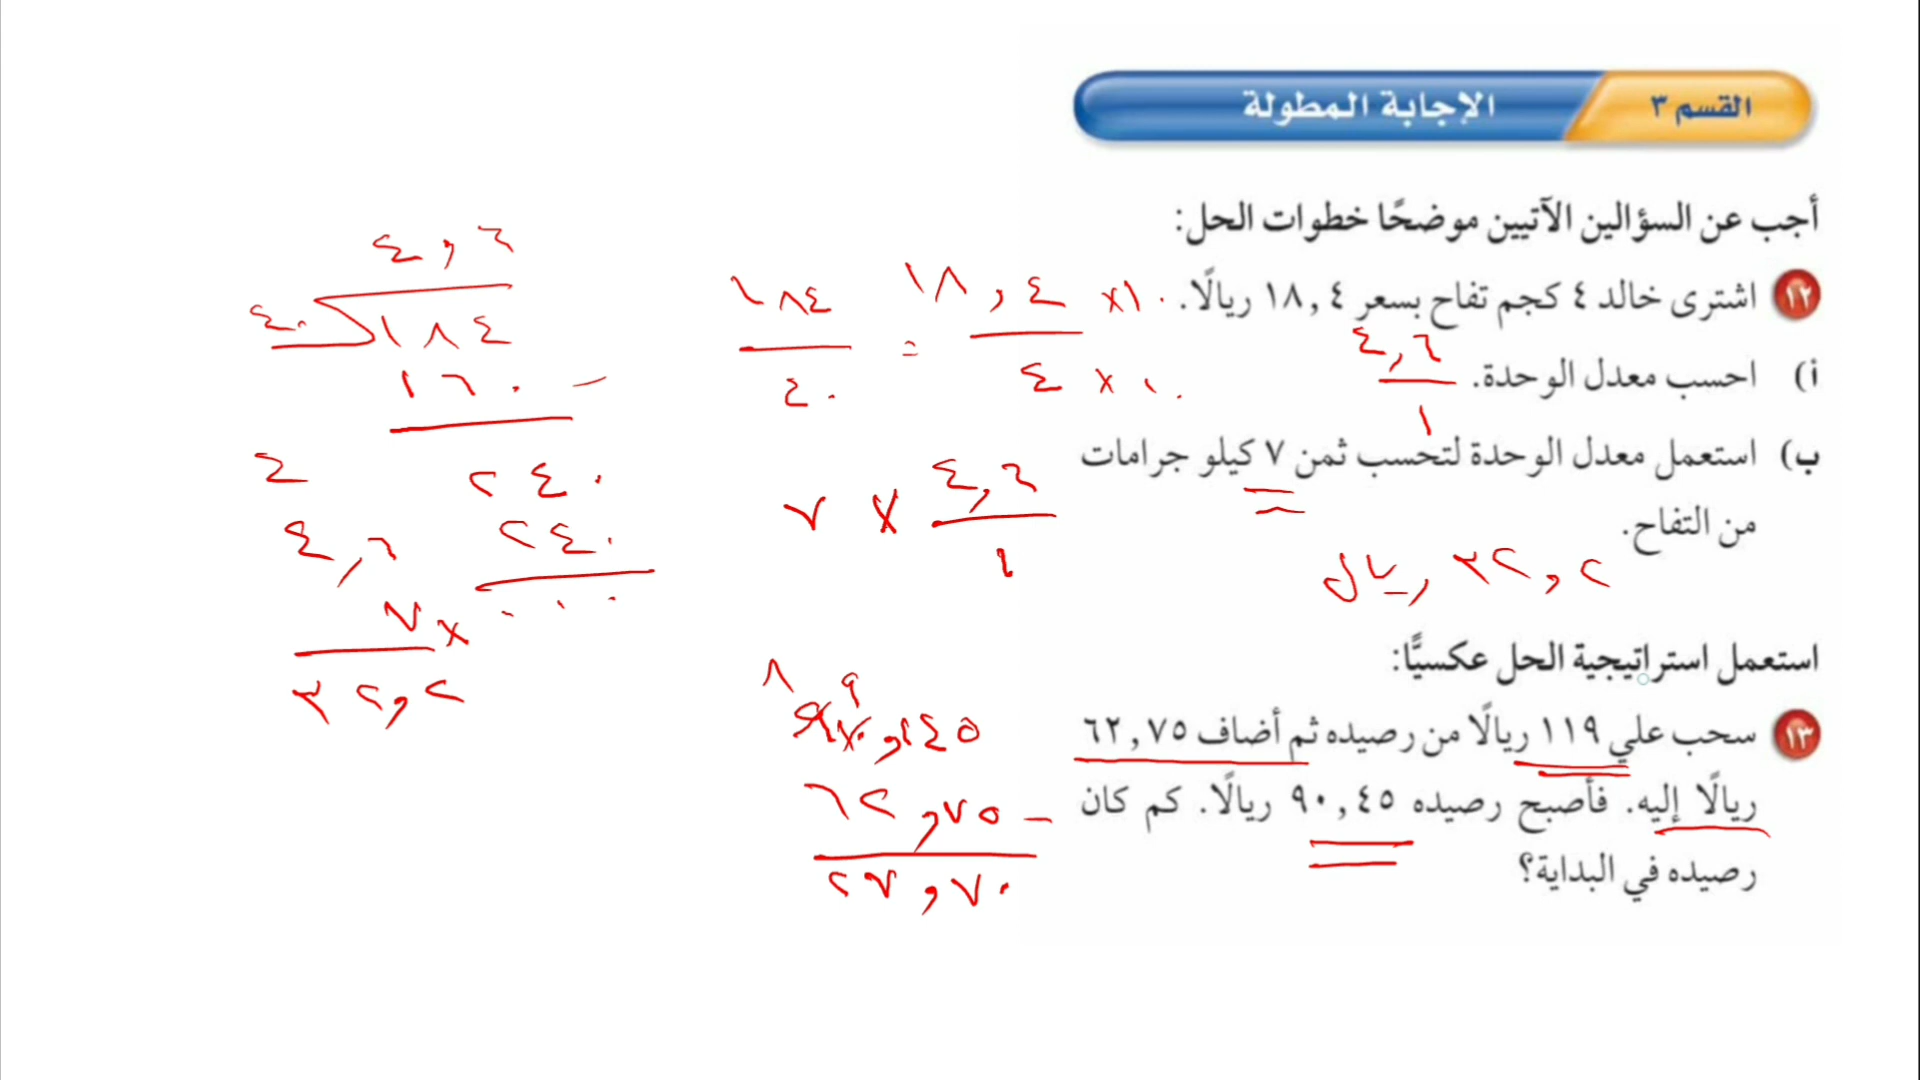 القسم ٣ الإجابة المطولة
أجب عن السؤالين الآتيين موضحًا خطوات الحل:
١٢ اشترى خالد ٤ كجم تفاح بسعر ١٨,٤ ريالًا.
أ) احسب معدل الوحدة.
٤,٦
١
ب) استعمل معدل الوحدة لتحسب ثمن ٧ كيلو جرامات
من التفاح.
٣٢,٢ ريال
استعمل استراتيجية الحل عكسيًّا:
١٣ سحب علي ١١٩ ريالًا من رصيده ثم أضاف ٦٢,٧٥
ريالًا إليه. فأصبح رصيده ٩٠,٤٥ ريالًا. كم كان
رصيده في البداية؟
١٨٤ = ١٨,٤ ×١٠
٤٠ ٤ ×١٠
٧ × ٤,٦
١
٨ ٩
٦٢,٧٥ −
٢٧,٧٠
٤,٦
٤٠ ١٨٤
١٦٠ −
٢٤٠
٢٤٠
٠٠٠
٤
٤,٦
٧ ×
٣٢,٢